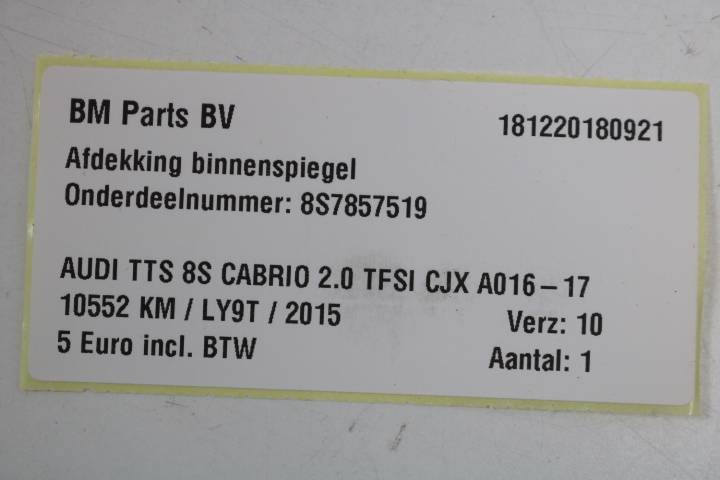 BM Parts BV 181220180921
Afdekking binnenspiegel
Onderdeelnummer: 8S7857519
AUDI TTS 8S CABRIO 2.0 TFSI CJX A016-17
10552 KM / LY9T / 2015 Verz: 10
5 Euro incl. BTW Aantal: 1